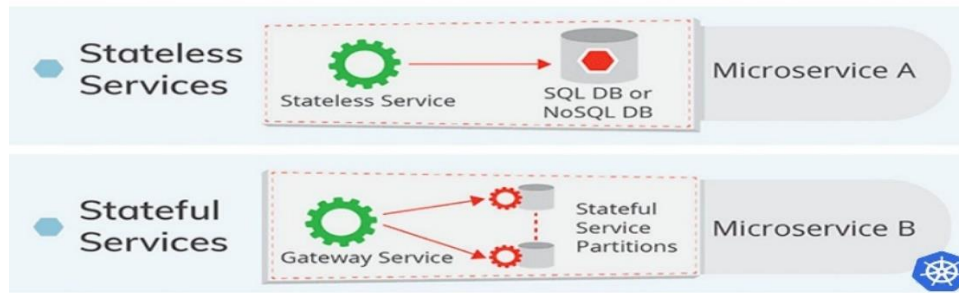 Stateless
Services
Stateless Service
SQL DB or
NoSQL DB
Microservice A
Stateful
Services
Gateway Service
Stateful
Service
Partitions
Microservice B